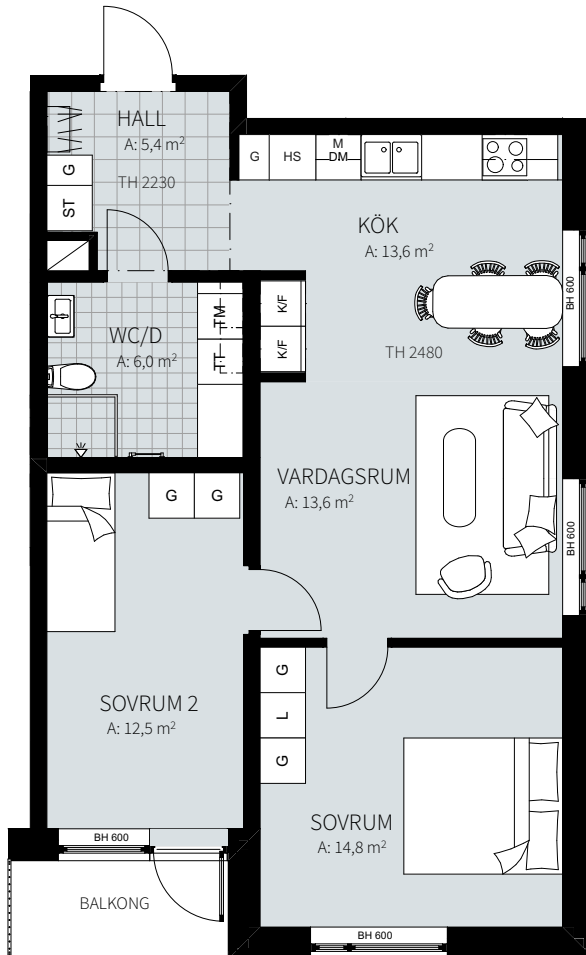 HALL
A: 5,4 m²
TH 2230
G
ST
G
HS
M
DM
KÖK
A: 13,6 m²
BH 600
WC/D
A: 6,0 m²
TM
TT
K/F
K/F
TH 2480
VARDAGSRUM
A: 13,6 m²
BH 600
G
G
SOVRUM 2
A: 12,5 m²
G
L
G
SOVRUM
A: 14,8 m²
BH 600
BALKONG
BH 600